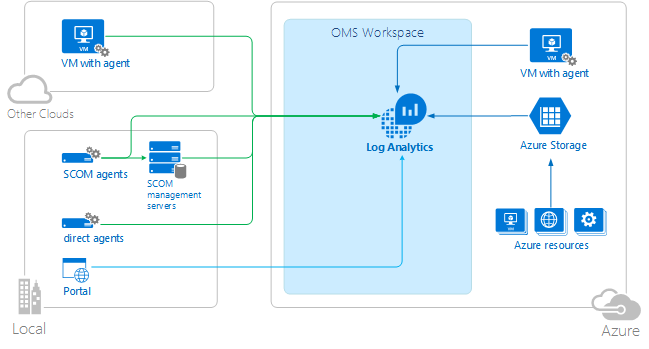 OMS Workspace
VM
VM with agent
Other Clouds
SCOM agents
SCOM
management
servers
direct agents
Portal
Local
Log Analytics
VM
VM with agent
Azure Storage
VM
Azure resources
Azure